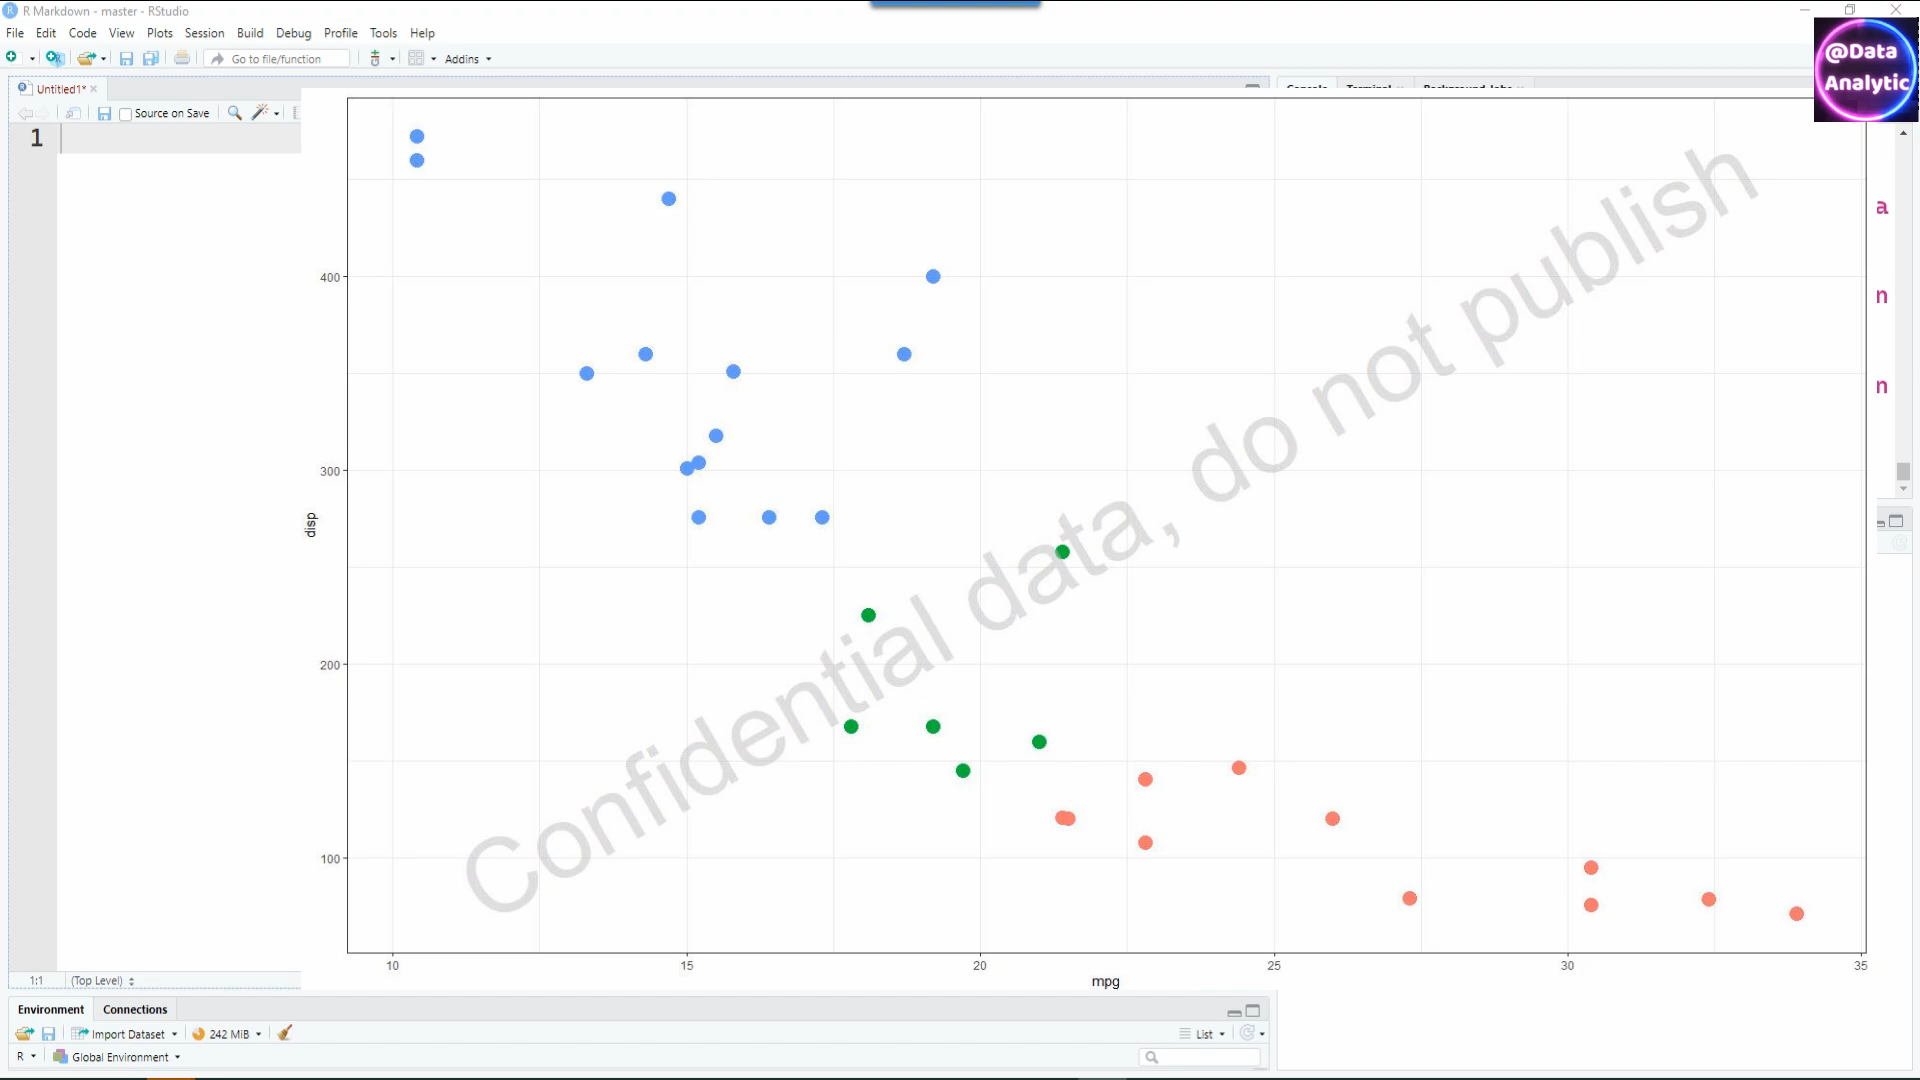 R Markdown - master - RStudio
File Edit Code View Plots Session Build Debug Profile Tools Help
Go to file/function Addins
@Data
Analytic
Untitled1*
Source on Save
1
a
n
n
Confidential data, do not publish
400
300
200
100
disp
10 15 20 25 30 35
mpg
1:1 (Top Level)
Environment Connections
Import Dataset 242 MiB List
R Global Environment